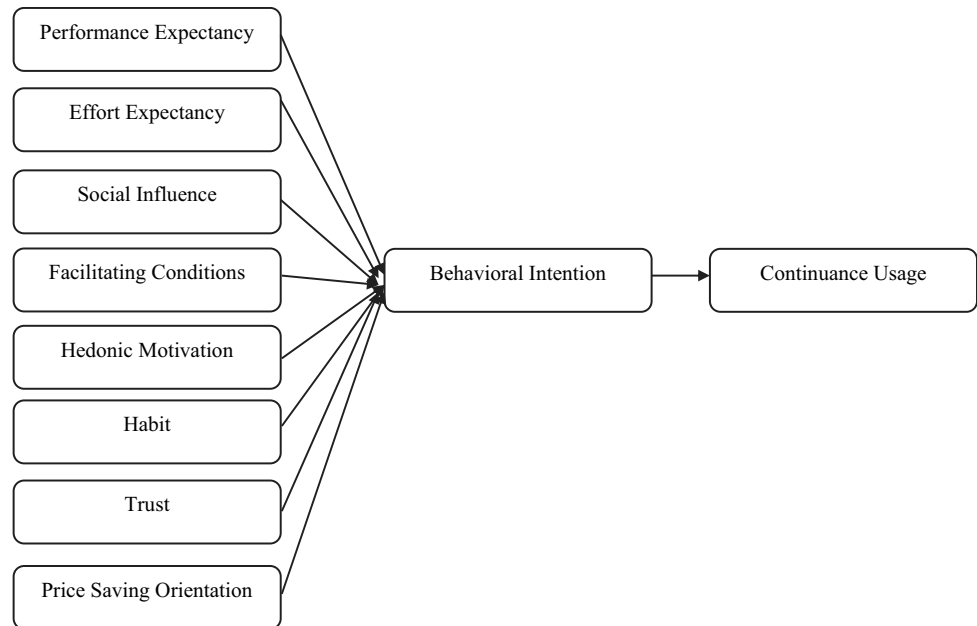 Performance Expectancy
Effort Expectancy
Social Influence
Facilitating Conditions
Hedonic Motivation
Habit
Trust
Price Saving Orientation
Behavioral Intention
Continuance Usage